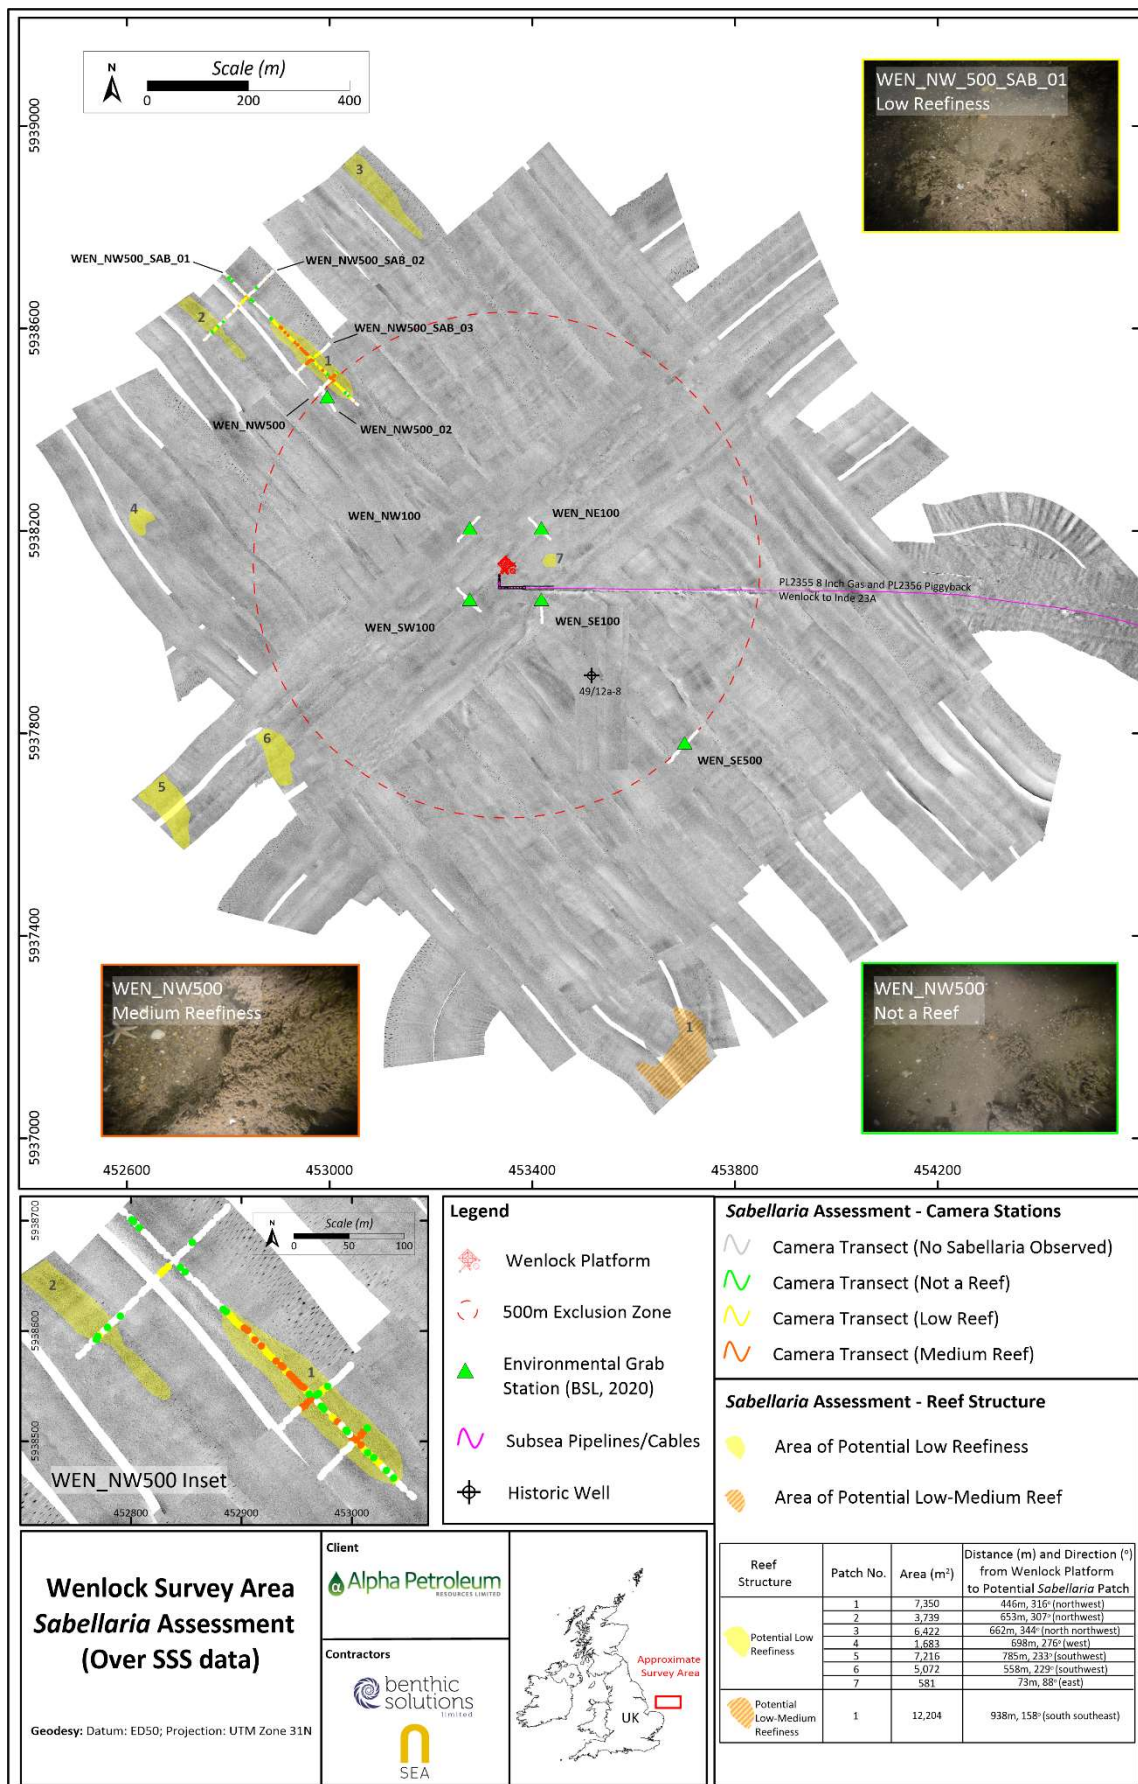 N
Scale (m)
0 200 400
WEN_NW_500_SAB_01
Low Reefiness
5939000
5938600
5938200
5937800
5937400
5937000
3
WEN_NW500_SAB_01
WEN_NW500_SAB_02
2
WEN_NW500_SAB_03
1
WEN_NW500
WEN_NW500_02
4
WEN_NW100
WEN_NE100
7
PL2355 8 Inch Gas and PL2356 Piggyback
Wenlock to Inde 23A
WEN_SW100
WEN_SE100
49/12a-8
6
WEN_SE500
5
WEN_NW500
Medium Reefiness
1
WEN_NW500
Not a Reef
452600 453000 453400 453800 454200
5938700
5938600
5938500
N
Scale (m)
0 50 100
2
1
WEN_NW500 Inset
452800 452900 453000
Legend
Wenlock Platform
500m Exclusion Zone
Environmental Grab
Station (BSL, 2020)
Subsea Pipelines/Cables
Historic Well
Sabellaria Assessment - Camera Stations
Camera Transect (No Sabellaria Observed)
Camera Transect (Not a Reef)
Camera Transect (Low Reef)
Camera Transect (Medium Reef)
Sabellaria Assessment - Reef Structure
Area of Potential Low Reefiness
Area of Potential Low-Medium Reef
Reef
Structure
Patch No.
Area (m²)
Distance (m) and Direction (°)
from Wenlock Platform
to Potential Sabellaria Patch
Potential Low
Reefiness
1 7,350 446m, 316° (northwest)
2 3,739 653m, 307° (northwest)
3 6,422 662m, 344° (north northwest)
4 1,683 698m, 276° (west)
5 7,216 785m, 233° (southwest)
6 5,072 558m, 229° (southwest)
7 581 73m, 88° (east)
Potential
Low-Medium
Reefiness
1 12,204 938m, 158° (south southeast)
Wenlock Survey Area
Sabellaria Assessment
(Over SSS data)
Geodesy: Datum: ED50; Projection: UTM Zone 31N
Client
α Alpha Petroleum
RESOURCES LIMITED
Contractors
benthic
solutions
limited
SEA
Approximate
Survey Area
UK